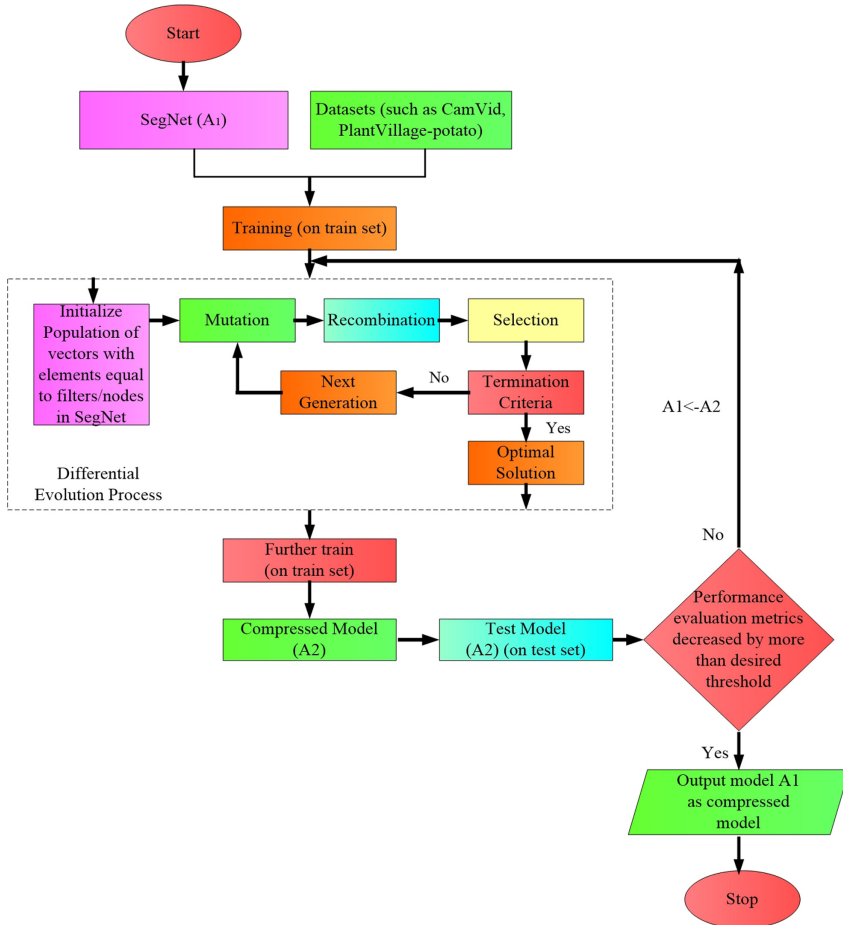 Start
SegNet (A₁)
Datasets (such as CamVid,
PlantVillage-potato)
Training (on train set)
Initialize
Population of
vectors with
elements equal
to filters/nodes
in SegNet
Mutation
Recombination
Selection
Next
Generation
No
Termination
Criteria
Yes
Optimal
Solution
Differential
Evolution Process
A1<-A2
No
Further train
(on train set)
Compressed Model
(A2)
Test Model
(A2) (on test set)
Performance
evaluation metrics
decreased by more
than desired
threshold
Yes
Output model A1
as compressed
model
Stop